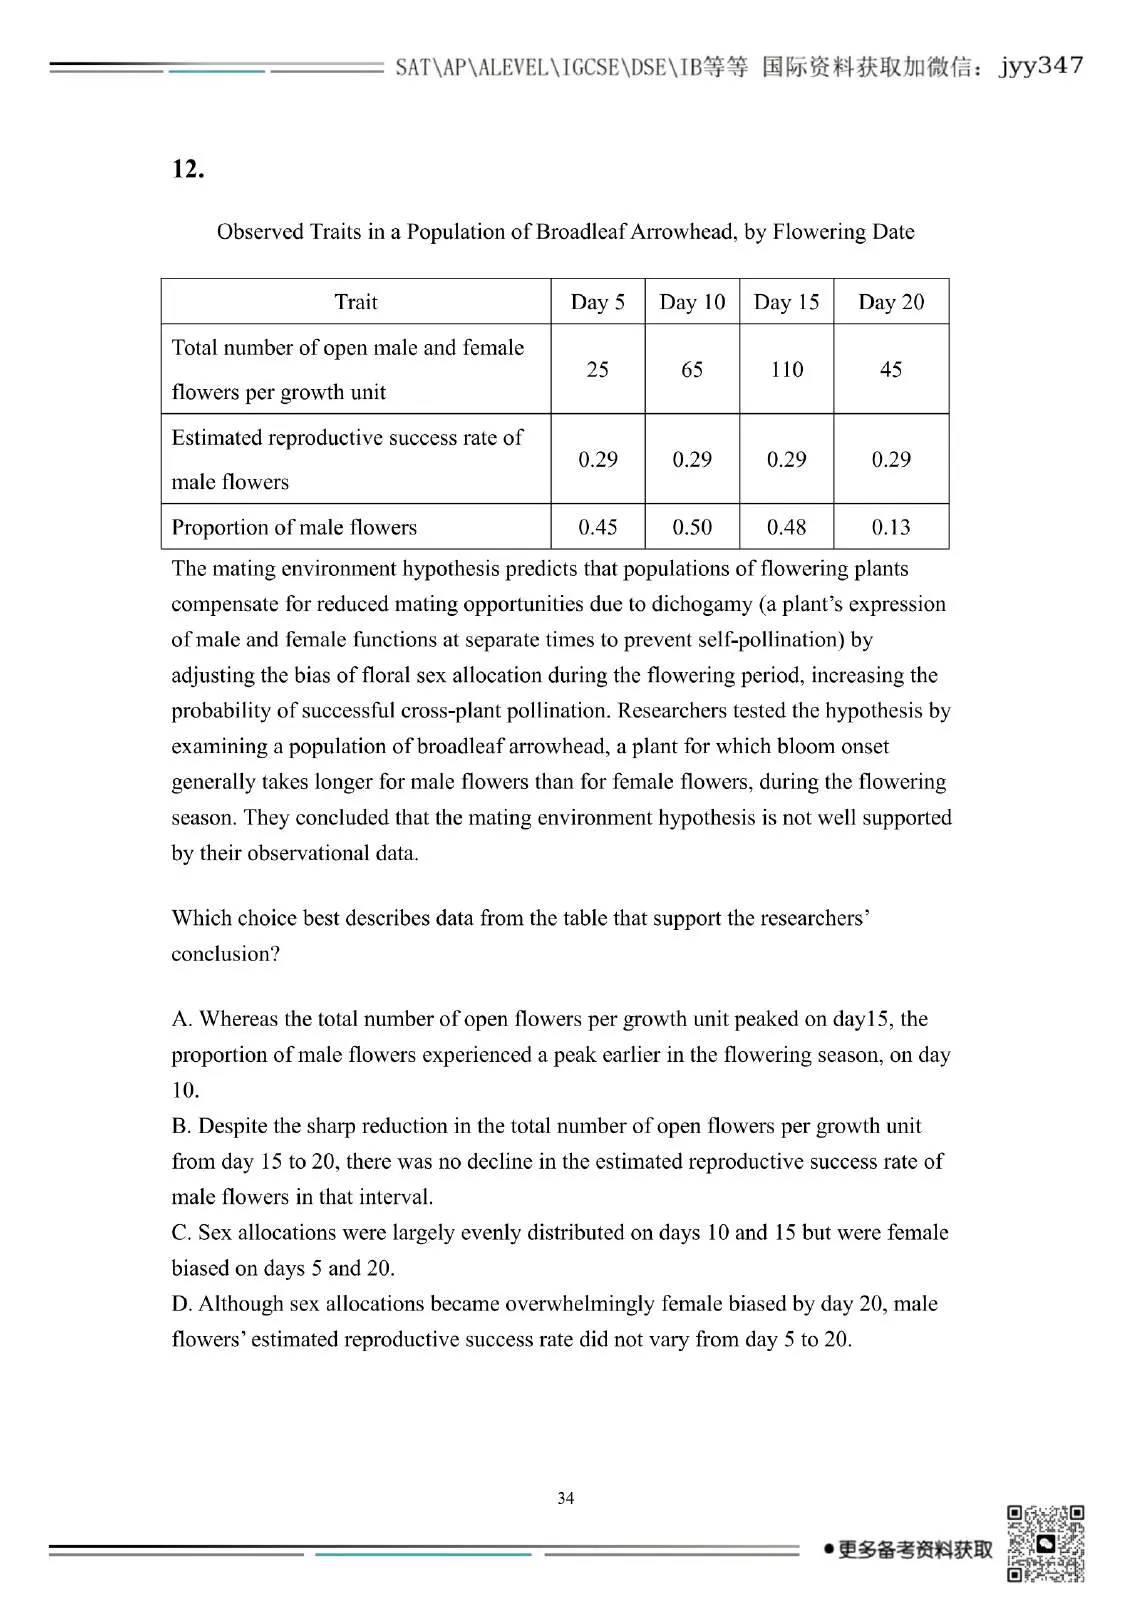 SAT\AP\ALEVEL\IGCSE\DSE\IB等等 国际资料获取加微信：jyy347
12.
Observed Traits in a Population of Broadleaf Arrowhead, by Flowering Date
Trait Day 5 Day 10 Day 15 Day 20
Total number of open male and female
flowers per growth unit 25 65 110 45
Estimated reproductive success rate of
male flowers 0.29 0.29 0.29 0.29
Proportion of male flowers 0.45 0.50 0.48 0.13
The mating environment hypothesis predicts that populations of flowering plants
compensate for reduced mating opportunities due to dichogamy (a plant’s expression
of male and female functions at separate times to prevent self-pollination) by
adjusting the bias of floral sex allocation during the flowering period, increasing the
probability of successful cross-plant pollination. Researchers tested the hypothesis by
examining a population of broadleaf arrowhead, a plant for which bloom onset
generally takes longer for male flowers than for female flowers, during the flowering
season. They concluded that the mating environment hypothesis is not well supported
by their observational data.
Which choice best describes data from the table that support the researchers’
conclusion?
A. Whereas the total number of open flowers per growth unit peaked on day15, the
proportion of male flowers experienced a peak earlier in the flowering season, on day
10.
B. Despite the sharp reduction in the total number of open flowers per growth unit
from day 15 to 20, there was no decline in the estimated reproductive success rate of
male flowers in that interval.
C. Sex allocations were largely evenly distributed on days 10 and 15 but were female
biased on days 5 and 20.
D. Although sex allocations became overwhelmingly female biased by day 20, male
flowers’ estimated reproductive success rate did not vary from day 5 to 20.
34
●更多备考资料获取